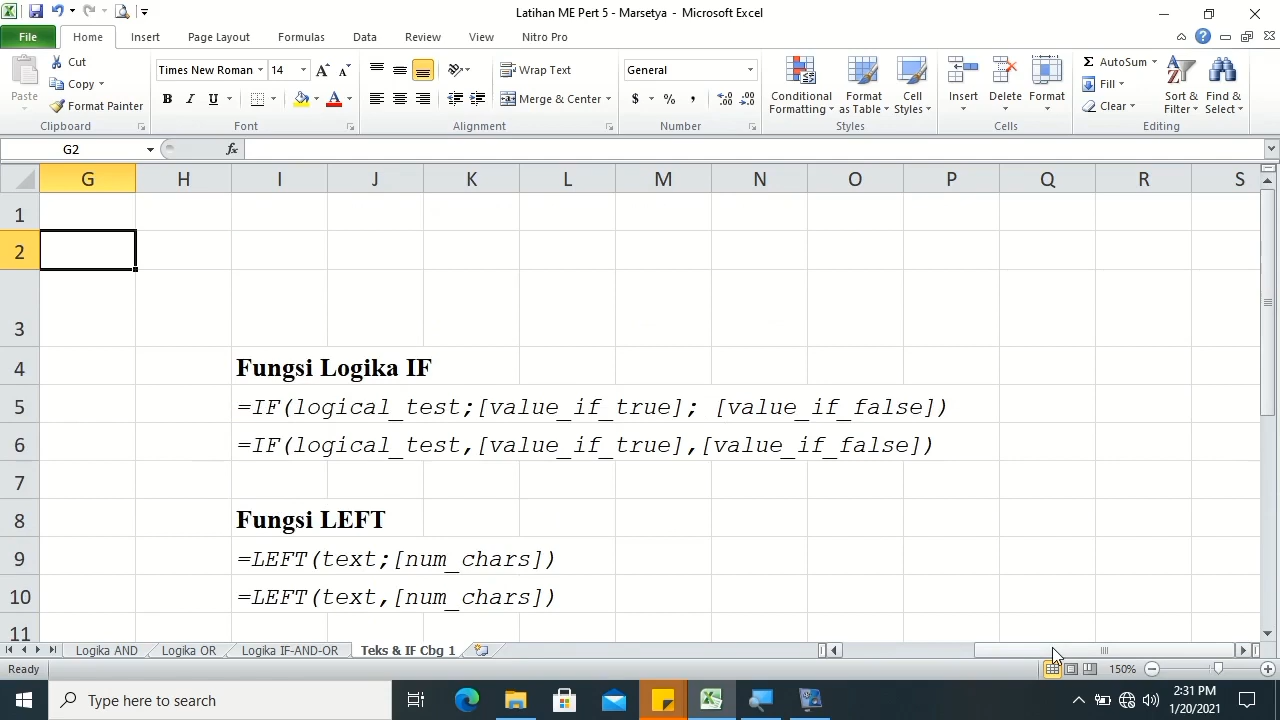 Latihan ME Pert 5 - Marsetya - Microsoft Excel
File Home Insert Page Layout Formulas Data Review View Nitro Pro
Paste Cut Copy Format Painter Clipboard
Times New Roman 14 A A B I U A Font
Wrap Text Merge & Center Alignment
General $ % , Number
Conditional Formatting Format as Table Cell Styles Styles
Insert Delete Format Cells
AutoSum Fill Clear Sort & Filter Find & Select Editing
G2 fx
G H I J K L M N O P Q R S
1
2
3
4 Fungsi Logika IF
5 =IF(logical_test;[value_if_true]; [value_if_false])
6 =IF(logical_test,[value_if_true],[value_if_false])
7
8 Fungsi LEFT
9 =LEFT(text;[num_chars])
10 =LEFT(text,[num_chars])
11
Logika AND Logika OR Logika IF-AND-OR Teks & IF Cbg 1
Ready 150%
Type here to search 2:31 PM
1/20/2021